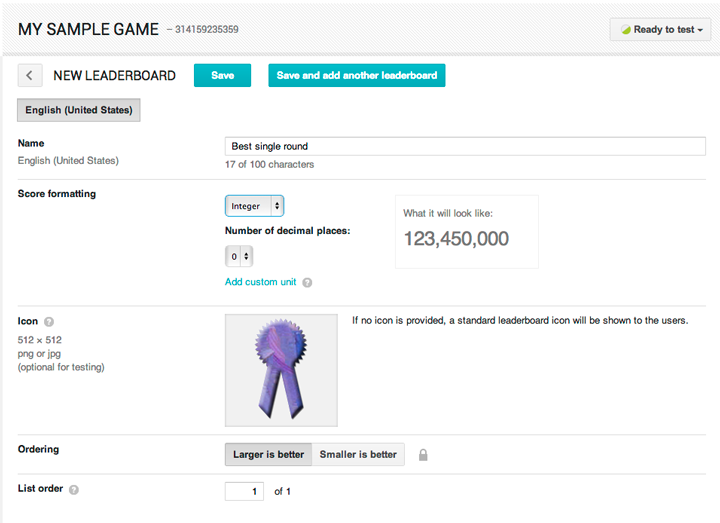 MY SAMPLE GAME – 314159235359
Ready to test
NEW LEADERBOARD
Save
Save and add another leaderboard
English (United States)
Name
English (United States)
Best single round
17 of 100 characters
Score formatting
Integer
Number of decimal places:
0
Add custom unit ?
What it will look like:
123,450,000
Icon ?
512 × 512
png or jpg
(optional for testing)
If no icon is provided, a standard leaderboard icon will be shown to the users.
Ordering
Larger is better
Smaller is better
List order ?
1 of 1